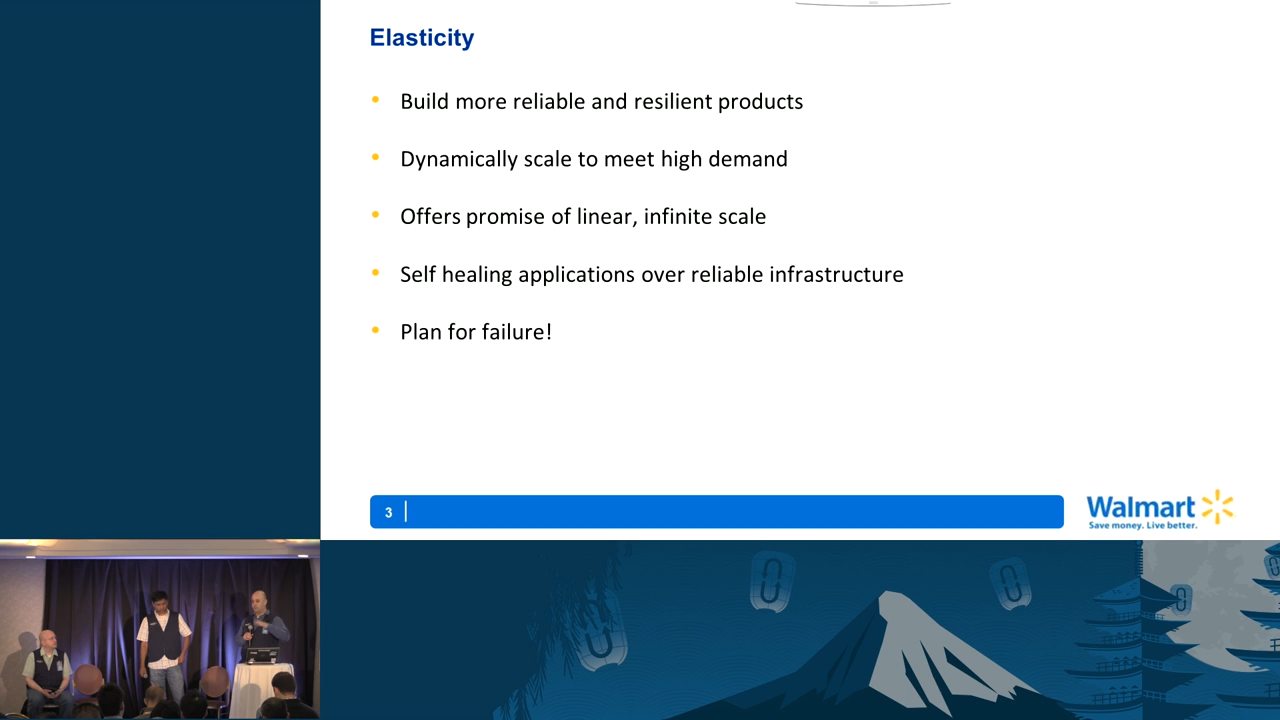 Elasticity
• Build more reliable and resilient products
• Dynamically scale to meet high demand
• Offers promise of linear, infinite scale
• Self healing applications over reliable infrastructure
• Plan for failure!
3
Walmart
Save money. Live better.